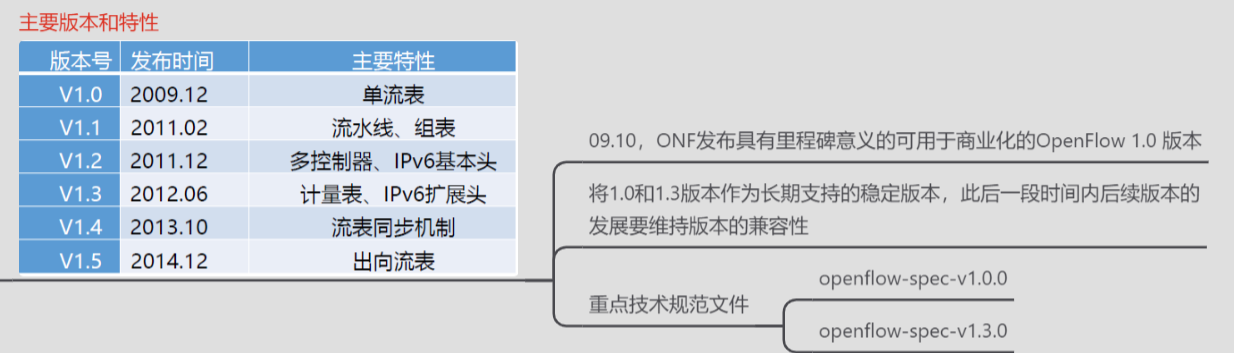 主要版本和特性
版本号 发布时间 主要特性
V1.0 2009.12 单流表
V1.1 2011.02 流水线、组表
V1.2 2011.12 多控制器、IPv6基本头
V1.3 2012.06 计量表、IPv6扩展头
V1.4 2013.10 流表同步机制
V1.5 2014.12 出向流表
09.10，ONF发布具有里程碑意义的可用于商业化的OpenFlow 1.0 版本
将1.0和1.3版本作为长期支持的稳定版本，此后一段时间内后续版本的
发展要维持版本的兼容性
重点技术规范文件
openflow-spec-v1.0.0
openflow-spec-v1.3.0